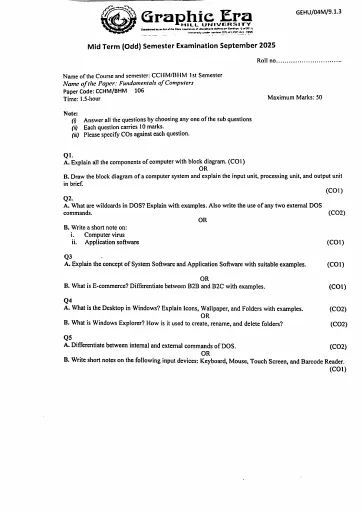 GEHU/04M/9.1.3
Graphic Era
HILL UNIVERSITY
Mid Term (Odd) Semester Examination September 2025
Roll no..............................
Name of the Course and semester: CCHM/BHM 1st Semester
Name of the Paper: Fundamentals of Computers
Paper Code: CCHM/BHM 106
Time: 1.5-hour Maximum Marks: 50
Note:
(i) Answer all the questions by choosing any one of the sub questions
(ii) Each question carries 10 marks.
(iii) Please specify COs against each question.
Q1.
A. Explain all the components of computer with block diagram. (CO1)
OR
B. Draw the block diagram of a computer system and explain the input unit, processing unit, and output unit
in brief.
(CO1)
Q2.
A. What are wildcards in DOS? Explain with examples. Also write the use of any two external DOS
commands. (CO2)
OR
B. Write a short note on:
i. Computer virus
ii. Application software (CO1)
Q3
A. Explain the concept of System Software and Application Software with suitable examples. (CO1)
OR
B. What is E-commerce? Differentiate between B2B and B2C with examples. (CO1)
Q4
A. What is the Desktop in Windows? Explain Icons, Wallpaper, and Folders with examples. (CO2)
OR
B. What is Windows Explorer? How is it used to create, rename, and delete folders? (CO2)
Q5
A. Differentiate between internal and external commands of DOS. (CO2)
OR
B. Write short notes on the following input devices: Keyboard, Mouse, Touch Screen, and Barcode Reader.
(CO1)